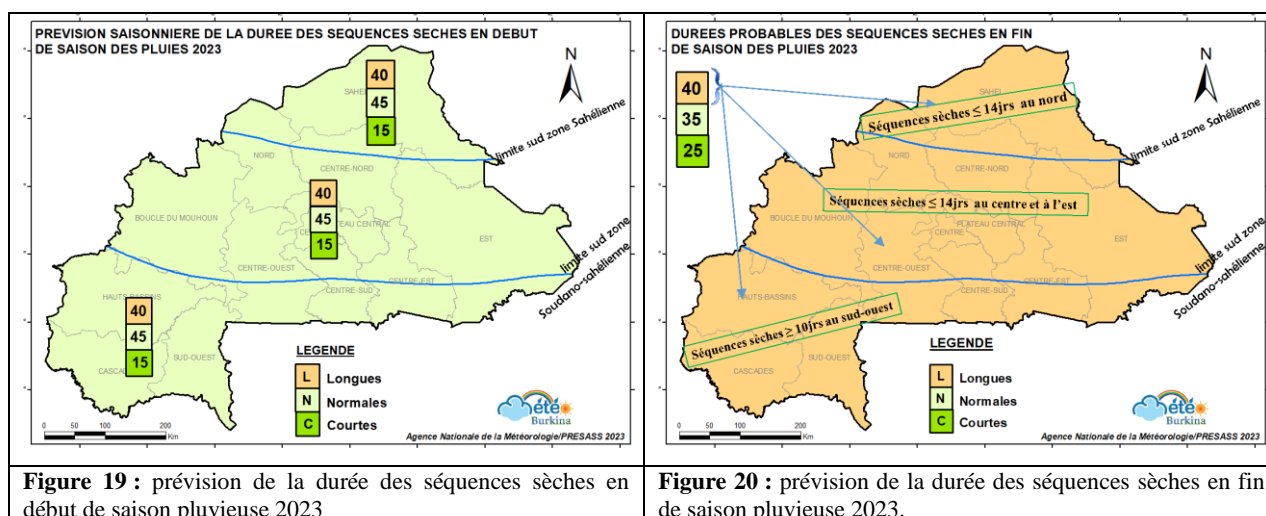 PREVISION SAISONNIERE DE LA DUREE DES SEQUENCES SECHES EN DEBUT
DE SAISON DES PLUIES 2023
N
40
45
15
SAHEL
limite sud zone Sahélienne
NORD
CENTRE-NORD
40
45
15
BOUCLE DU MOUHOUN
PLATEAU CENTRAL
EST
CENTRE-OUEST
CENTRE-EST
CENTRE-SUD
limite sud zone
Soudano-sahélienne
HAUTS-BASSINS
40
45
15
SUD-OUEST
CASCADES
LEGENDE
L Longues
N Normales
C Courtes
été
Burkina
0 50 100 200
Km
Agence Nationale de la Météorologie/PRESASS 2023
Figure 19 : prévision de la durée des séquences sèches en
début de saison pluvieuse 2023
DUREES PROBABLES DES SEQUENCES SECHES EN FIN
DE SAISON DES PLUIES 2023
N
40
35
25
SAHEL
Séquences sèches ≤ 14jrs au nord
limite sud zone Sahélienne
NORD
CENTRE-NORD
Séquences sèches ≤ 14jrs au centre et à l'est
BOUCLE DU MOUHOUN
PLATEAU CENTRAL
CENTRE
EST
CENTRE-OUEST
CENTRE-EST
CENTRE-SUD
limite sud zone
Soudano-sahélienne
HAUTS-BASSINS
Séquences sèches ≥ 10jrs au sud-ouest
SUD-OUEST
CASCADES
LEGENDE
L Longues
N Normales
C Courtes
été
Burkina
0 50 100 200
Km
Agence Nationale de la Météorologie/PRESASS 2023
Figure 20 : prévision de la durée des séquences sèches en fin
de saison pluvieuse 2023.